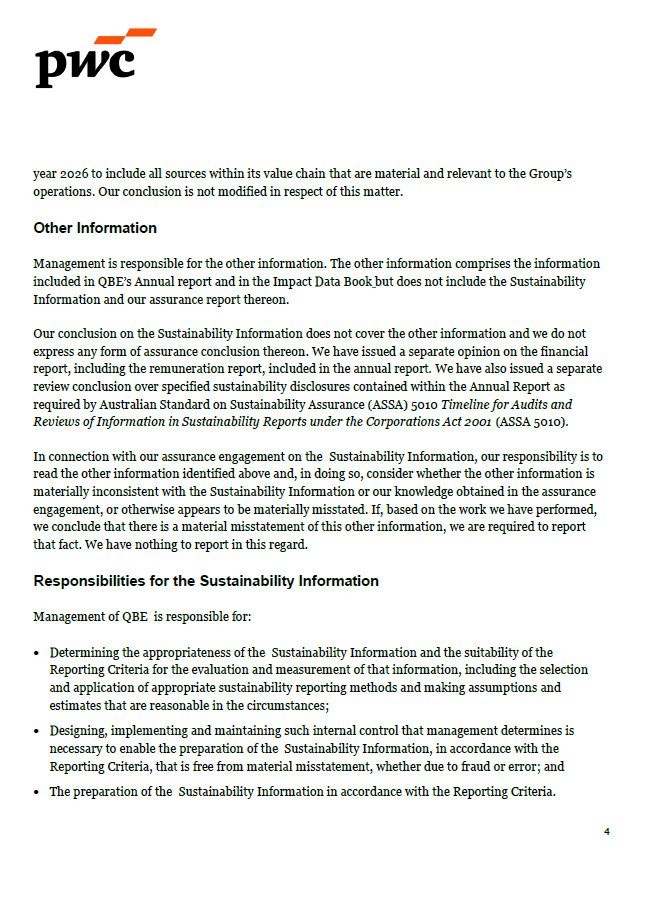 pwc
year 2026 to include all sources within its value chain that are material and relevant to the Group's
operations. Our conclusion is not modified in respect of this matter.
Other Information
Management is responsible for the other information. The other information comprises the information
included in QBE's Annual report and in the Impact Data Book but does not include the Sustainability
Information and our assurance report thereon.
Our conclusion on the Sustainability Information does not cover the other information and we do not
express any form of assurance conclusion thereon. We have issued a separate opinion on the financial
report, including the remuneration report, included in the annual report. We have also issued a separate
review conclusion over specified sustainability disclosures contained within the Annual Report as
required by Australian Standard on Sustainability Assurance (ASSA) 5010 Timeline for Audits and
Reviews of Information in Sustainability Reports under the Corporations Act 2001 (ASSA 5010).
In connection with our assurance engagement on the  Sustainability Information, our responsibility is to
read the other information identified above and, in doing so, consider whether the other information is
materially inconsistent with the Sustainability Information or our knowledge obtained in the assurance
engagement, or otherwise appears to be materially misstated. If, based on the work we have performed,
we conclude that there is a material misstatement of this other information, we are required to report
that fact. We have nothing to report in this regard.
Responsibilities for the Sustainability Information
Management of QBE  is responsible for:
• Determining the appropriateness of the  Sustainability Information and the suitability of the
Reporting Criteria for the evaluation and measurement of that information, including the selection
and application of appropriate sustainability reporting methods and making assumptions and
estimates that are reasonable in the circumstances;
• Designing, implementing and maintaining such internal control that management determines is
necessary to enable the preparation of the  Sustainability Information, in accordance with the
Reporting Criteria, that is free from material misstatement, whether due to fraud or error; and
• The preparation of the  Sustainability Information in accordance with the Reporting Criteria.
4